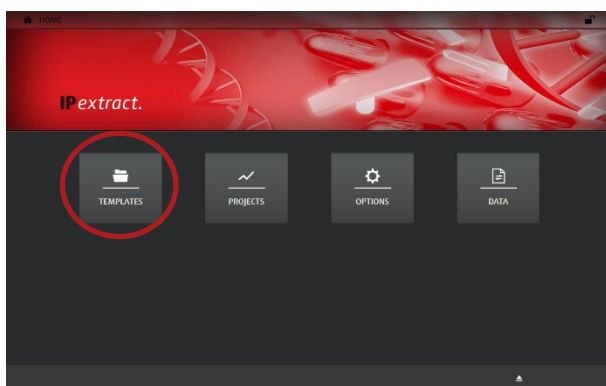 HOME
IPextract.
TEMPLATES
PROJECTS
OPTIONS
DATA